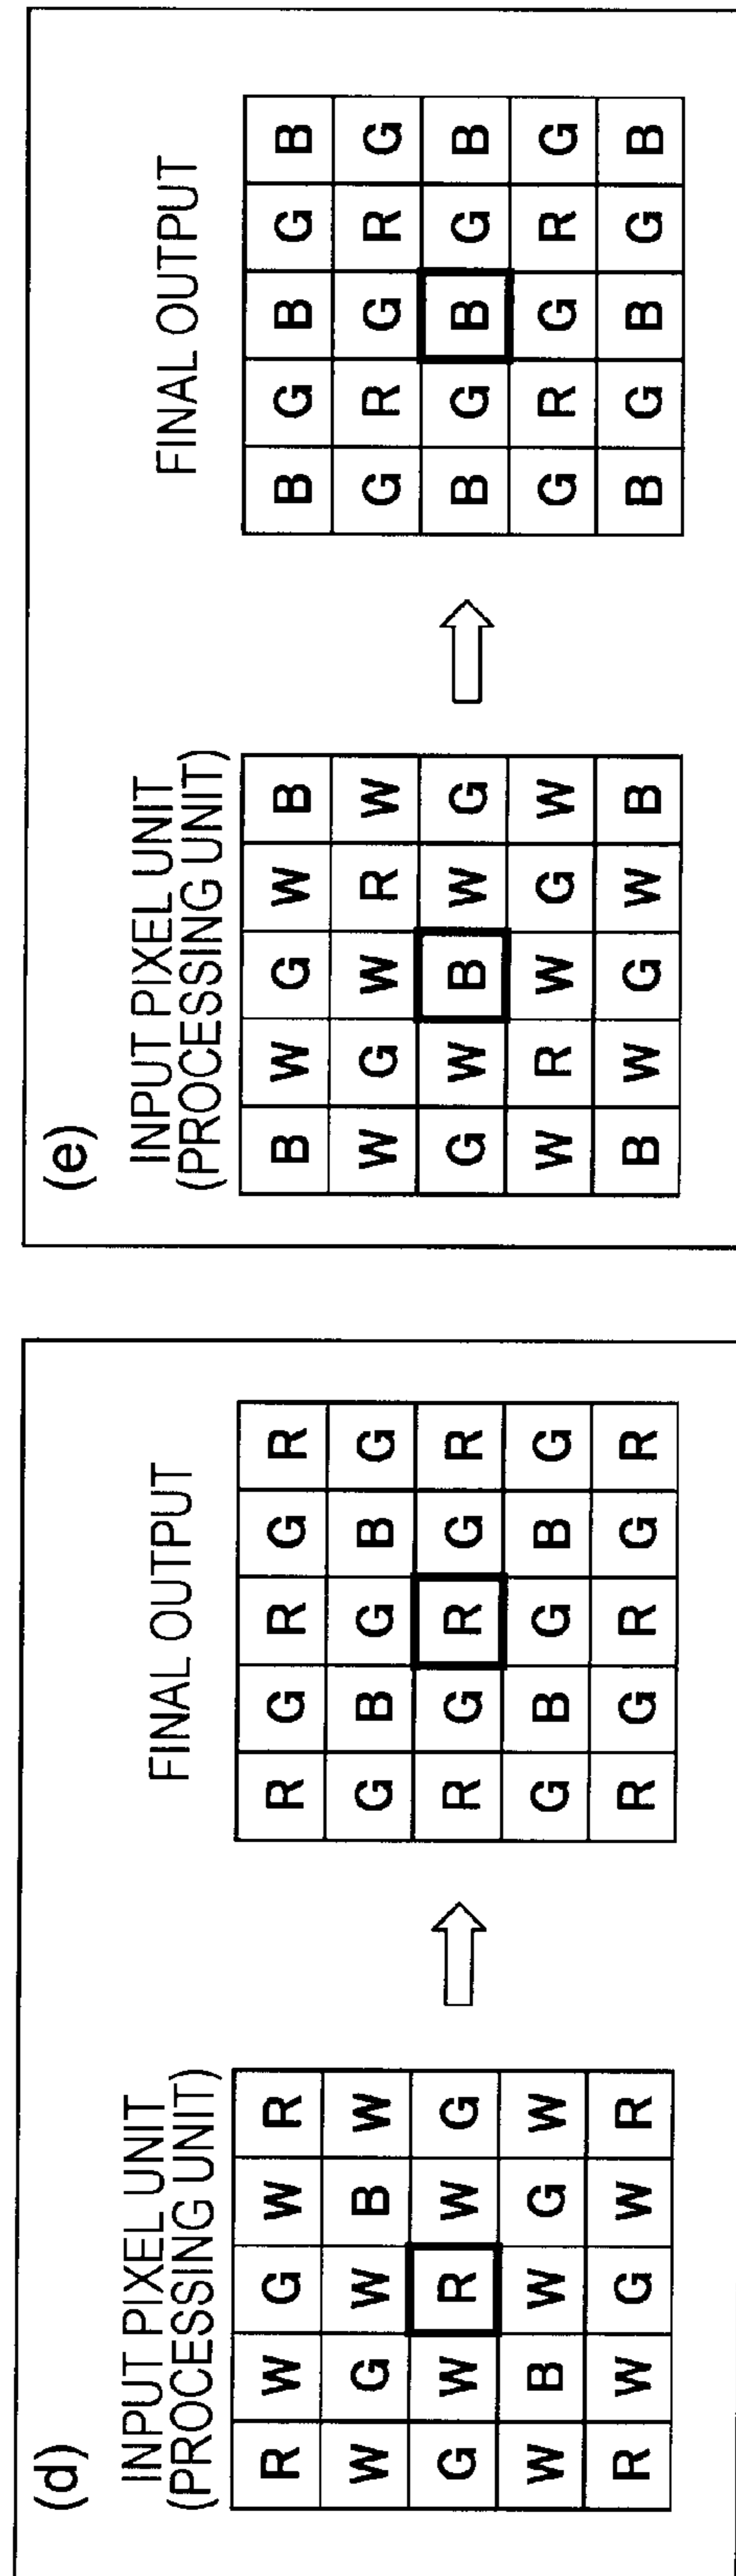 (d)
INPUT PIXEL UNIT
(PROCESSING UNIT)
R W G W R
W G W B W
G W R W G
W B W G W
R W G W R
FINAL OUTPUT
R G R G R
G B G B G
R G R G R
G B G B G
R G R G R
(e)
INPUT PIXEL UNIT
(PROCESSING UNIT)
B W G W B
W G W R W
G W B W G
W R W G W
B W G W B
FINAL OUTPUT
B G B G B
G R G R G
B G B G B
G R G R G
B G B G B